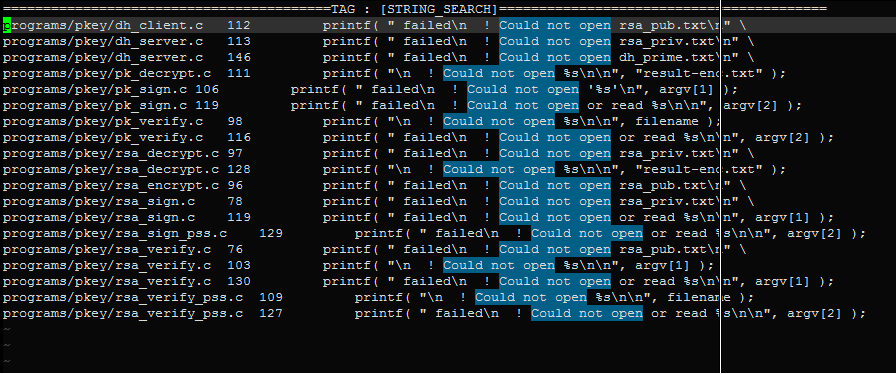 =========================================TAG : [STRING_SEARCH]=========================================
programs/pkey/dh_client.c   112         printf( " failed\n  ! Could not open rsa_pub.txt\n" \
programs/pkey/dh_server.c   113         printf( " failed\n  ! Could not open rsa_priv.txt\n" \
programs/pkey/dh_server.c   146         printf( " failed\n  ! Could not open dh_prime.txt\n" \
programs/pkey/pk_decrypt.c  111         printf( "\n  ! Could not open %s\n\n", "result-enc.txt" );
programs/pkey/pk_sign.c 106         printf( " failed\n  ! Could not open '%s'\n", argv[1] );
programs/pkey/pk_sign.c 119         printf( " failed\n  ! Could not open or read %s\n\n", argv[2] );
programs/pkey/pk_verify.c   98          printf( "\n  ! Could not open %s\n\n", filename );
programs/pkey/pk_verify.c   116         printf( " failed\n  ! Could not open or read %s\n\n", argv[2] );
programs/pkey/rsa_decrypt.c 97          printf( " failed\n  ! Could not open rsa_priv.txt\n" \
programs/pkey/rsa_decrypt.c 128         printf( "\n  ! Could not open %s\n\n", "result-enc.txt" );
programs/pkey/rsa_encrypt.c 96          printf( " failed\n  ! Could not open rsa_pub.txt\n" \
programs/pkey/rsa_sign.c    78          printf( " failed\n  ! Could not open rsa_priv.txt\n" \
programs/pkey/rsa_sign.c    119         printf( " failed\n  ! Could not open or read %s\n\n", argv[1] );
programs/pkey/rsa_sign_pss.c    129         printf( " failed\n  ! Could not open or read %s\n\n", argv[2] );
programs/pkey/rsa_verify.c  76          printf( " failed\n  ! Could not open rsa_pub.txt\n" \
programs/pkey/rsa_verify.c  103         printf( "\n  ! Could not open %s\n\n", argv[1] );
programs/pkey/rsa_verify.c  130         printf( " failed\n  ! Could not open or read %s\n\n", argv[1] );
programs/pkey/rsa_verify_pss.c  109         printf( "\n  ! Could not open %s\n\n", filename );
programs/pkey/rsa_verify_pss.c  127         printf( " failed\n  ! Could not open or read %s\n\n", argv[2] );
~
~
~